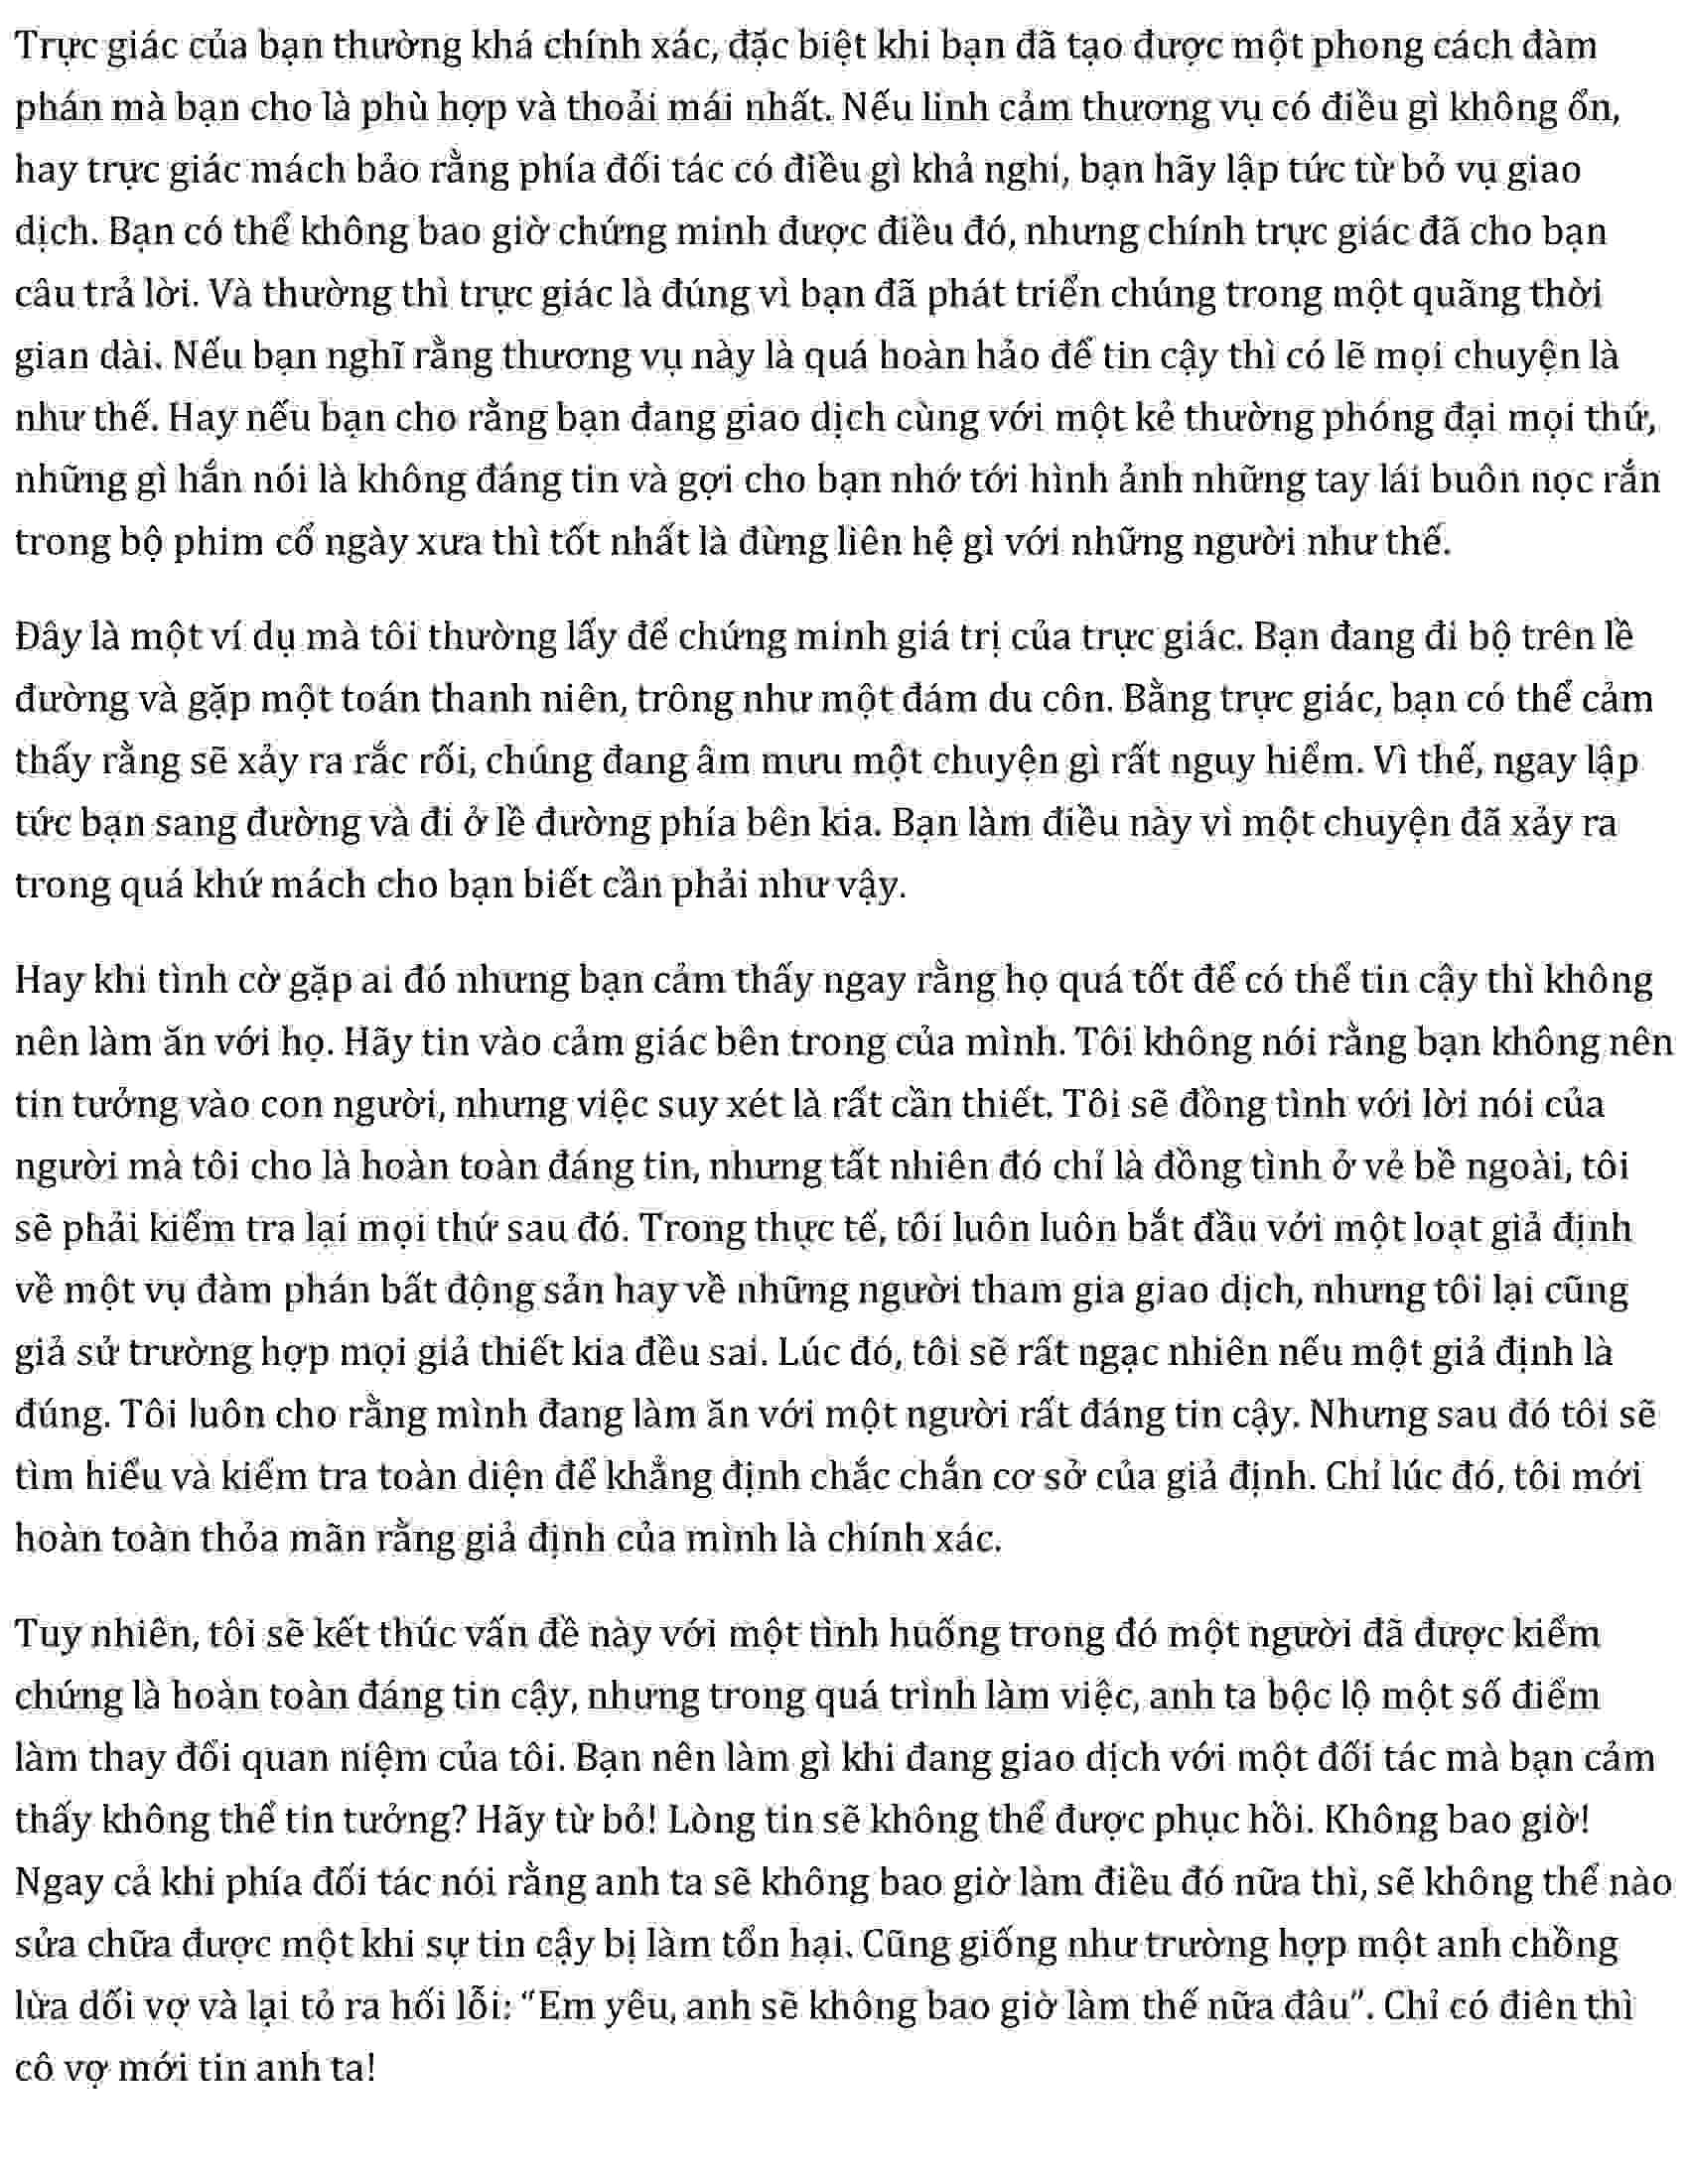 Trực giác của bạn thường khá chính xác, đặc biệt khi bạn đã tạo được một phong cách đàm
phán mà bạn cho là phù hợp và thoải mái nhất. Nếu linh cảm thương vụ có điều gì không ổn,
hay trực giác mách bảo rằng phía đối tác có điều gì khả nghi, bạn hãy lập tức từ bỏ vụ giao
dịch. Bạn có thể không bao giờ chứng minh được điều đó, nhưng chính trực giác đã cho bạn
câu trả lời. Và thường thì trực giác là đúng vì bạn đã phát triển chúng trong một quãng thời
gian dài. Nếu bạn nghĩ rằng thương vụ này là quá hoàn hảo để tin cậy thì có lẽ mọi chuyện là
như thế. Hay nếu bạn cho rằng bạn đang giao dịch cùng với một kẻ thường phóng đại mọi thứ,
những gì hắn nói là không đáng tin và gợi cho bạn nhớ tới hình ảnh những tay lái buôn nọc rắn
trong bộ phim cổ ngày xưa thì tốt nhất là đừng liên hệ gì với những người như thế.
Đây là một ví dụ mà tôi thường lấy để chứng minh giá trị của trực giác. Bạn đang đi bộ trên lề
đường và gặp một toán thanh niên, trông như một đám du côn. Bằng trực giác, bạn có thể cảm
thấy rằng sẽ xảy ra rắc rối, chúng đang âm mưu một chuyện gì rất nguy hiểm. Vì thế, ngay lập
tức bạn sang đường và đi ở lề đường phía bên kia. Bạn làm điều này vì một chuyện đã xảy ra
trong quá khứ mách cho bạn biết cần phải như vậy.
Hay khi tình cờ gặp ai đó nhưng bạn cảm thấy ngay rằng họ quá tốt để có thể tin cậy thì không
nên làm ăn với họ. Hãy tin vào cảm giác bên trong của mình. Tôi không nói rằng bạn không nên
tin tưởng vào con người, nhưng việc suy xét là rất cần thiết. Tôi sẽ đồng tình với lời nói của
người mà tôi cho là hoàn toàn đáng tin, nhưng tất nhiên đó chỉ là đồng tình ở vẻ bề ngoài, tôi
sẽ phải kiểm tra lại mọi thứ sau đó. Trong thực tế, tôi luôn luôn bắt đầu với một loạt giả định
về một vụ đàm phán bất động sản hay về những người tham gia giao dịch, nhưng tôi lại cũng
giả sử trường hợp mọi giả thiết kia đều sai. Lúc đó, tôi sẽ rất ngạc nhiên nếu một giả định là
đúng. Tôi luôn cho rằng mình đang làm ăn với một người rất đáng tin cậy. Nhưng sau đó tôi sẽ
tìm hiểu và kiểm tra toàn diện để khẳng định chắc chắn cơ sở của giả định. Chỉ lúc đó, tôi mới
hoàn toàn thỏa mãn rằng giả định của mình là chính xác.
Tuy nhiên, tôi sẽ kết thúc vấn đề này với một tình huống trong đó một người đã được kiểm
chứng là hoàn toàn đáng tin cậy, nhưng trong quá trình làm việc, anh ta bộc lộ một số điểm
làm thay đổi quan niệm của tôi. Bạn nên làm gì khi đang giao dịch với một đối tác mà bạn cảm
thấy không thể tin tưởng? Hãy từ bỏ! Lòng tin sẽ không thể được phục hồi. Không bao giờ!
Ngay cả khi phía đối tác nói rằng anh ta sẽ không bao giờ làm điều đó nữa thì, sẽ không thể nào
sửa chữa được một khi sự tin cậy bị làm tổn hại. Cũng giống như trường hợp một anh chồng
lừa dối vợ và lại tỏ ra hối lỗi: “Em yêu, anh sẽ không bao giờ làm thế nữa đâu”. Chỉ có điên thì
cô vợ mới tin anh ta!